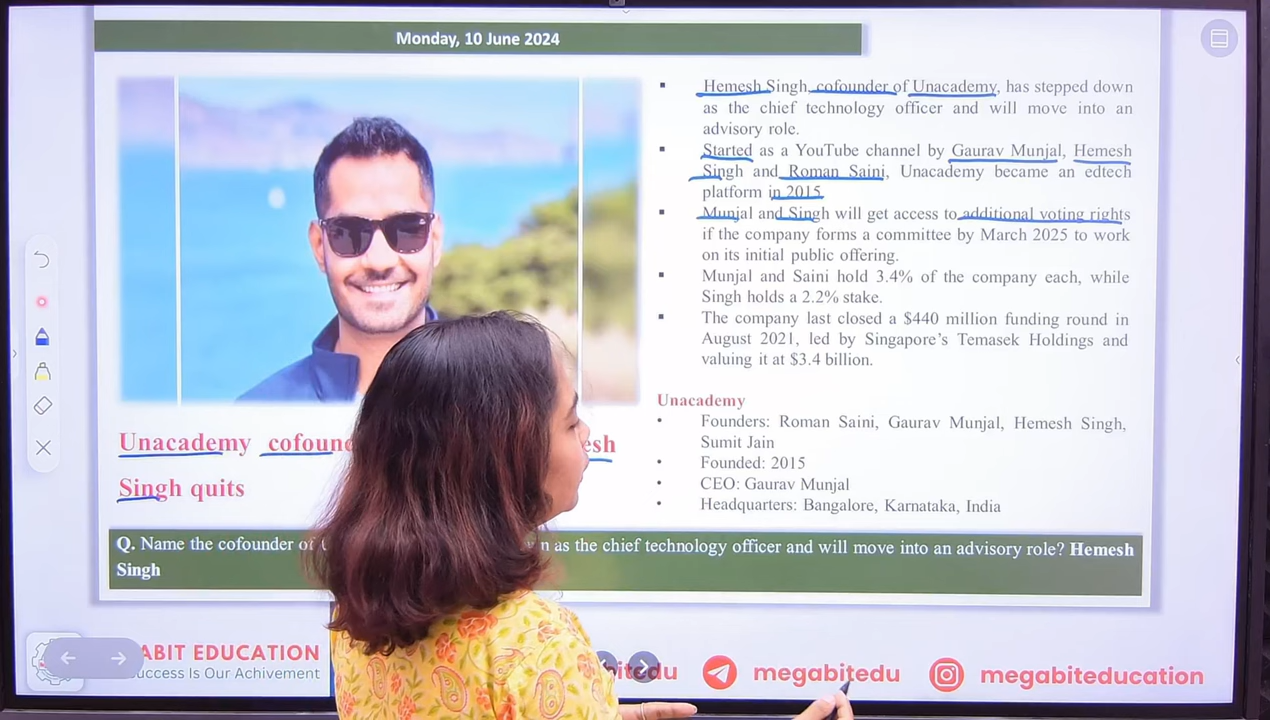 Monday, 10 June 2024
Hemesh Singh, cofounder of Unacademy, has stepped down
as the chief technology officer and will move into an
advisory role.
Started as a YouTube channel by Gaurav Munjal, Hemesh
Singh and Roman Saini, Unacademy became an edtech
platform in 2015.
Munjal and Singh will get access to additional voting rights
if the company forms a committee by March 2025 to work
on its initial public offering.
Munjal and Saini hold 3.4% of the company each, while
Singh holds a 2.2% stake.
The company last closed a $440 million funding round in
August 2021, led by Singapore's Temasek Holdings and
valuing it at $3.4 billion.
Unacademy
Founders: Roman Saini, Gaurav Munjal, Hemesh Singh,
Sumit Jain
Founded: 2015
CEO: Gaurav Munjal
Headquarters: Bangalore, Karnataka, India
Unacademy
Singh quits
Q. Name the cofounder of as the chief technology officer and will move into an advisory role? Hemesh
Singh
EDUCATION
Success Is Our Achivement
megabitedu
megabiteducation